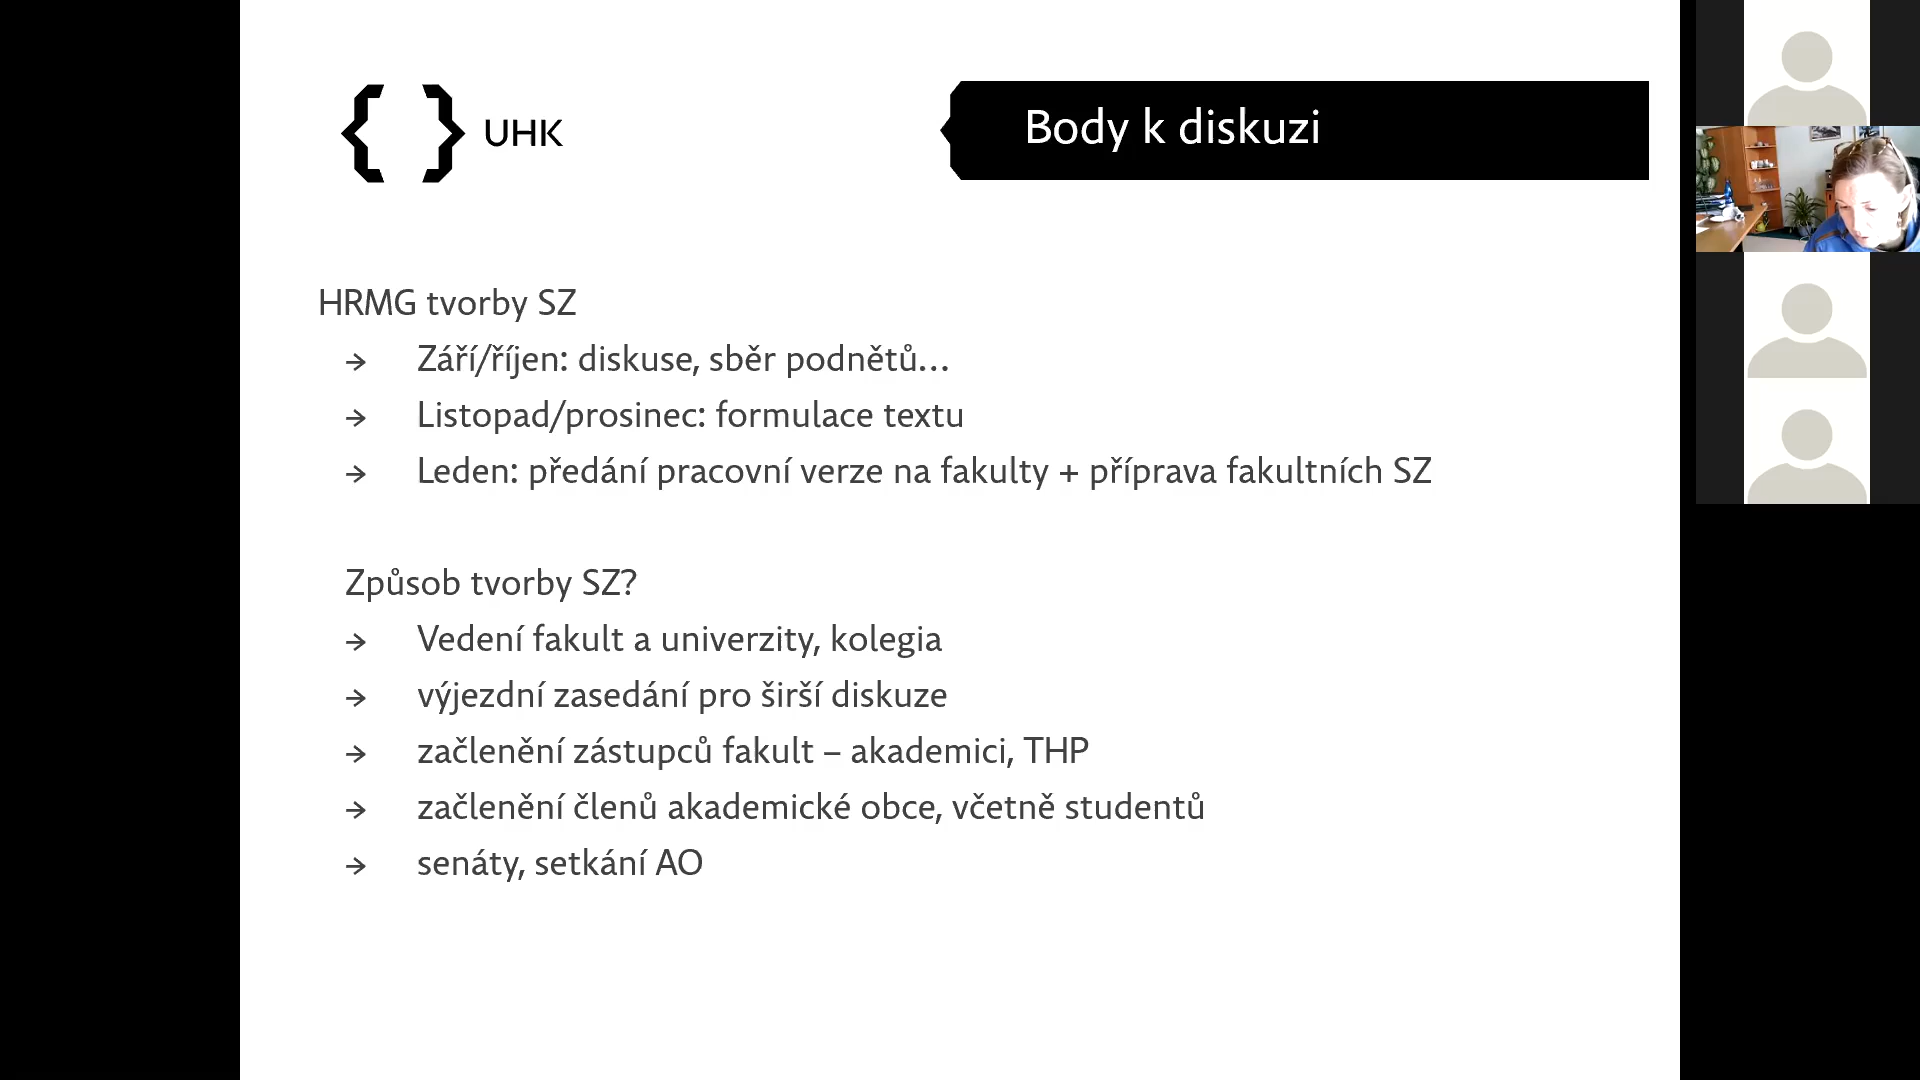 UHK
Body k diskuzi
HRMG tvorby SZ
→ Září/říjen: diskuse, sběr podnětů…
→ Listopad/prosinec: formulace textu
→ Leden: předání pracovní verze na fakulty + příprava fakultních SZ
Způsob tvorby SZ?
→ Vedení fakult a univerzity, kolegia
→ výjezdní zasedání pro širší diskuze
→ začlenění zástupců fakult – akademici, THP
→ začlenění členů akademické obce, včetně studentů
→ senáty, setkání AO